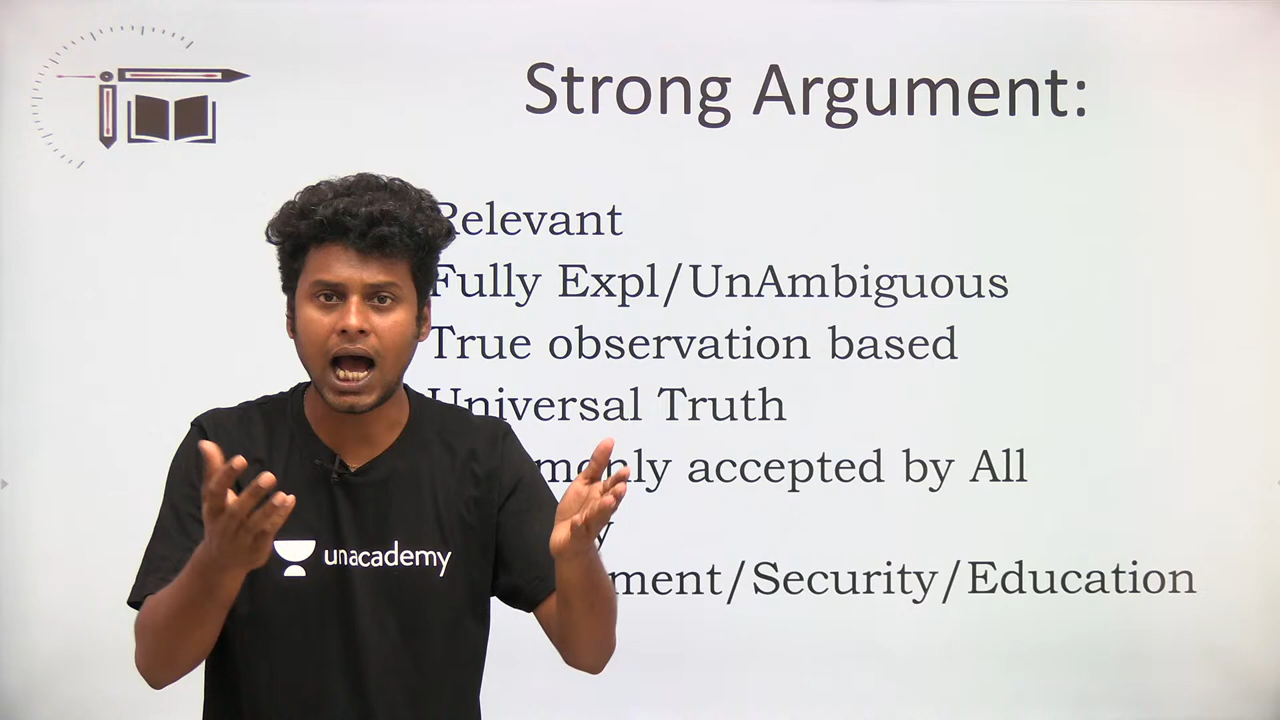 Strong Argument:
Relevant
Fully Expl/UnAmbiguous
True observation based
Universal Truth
accepted by All
unacademy
/Security/Education